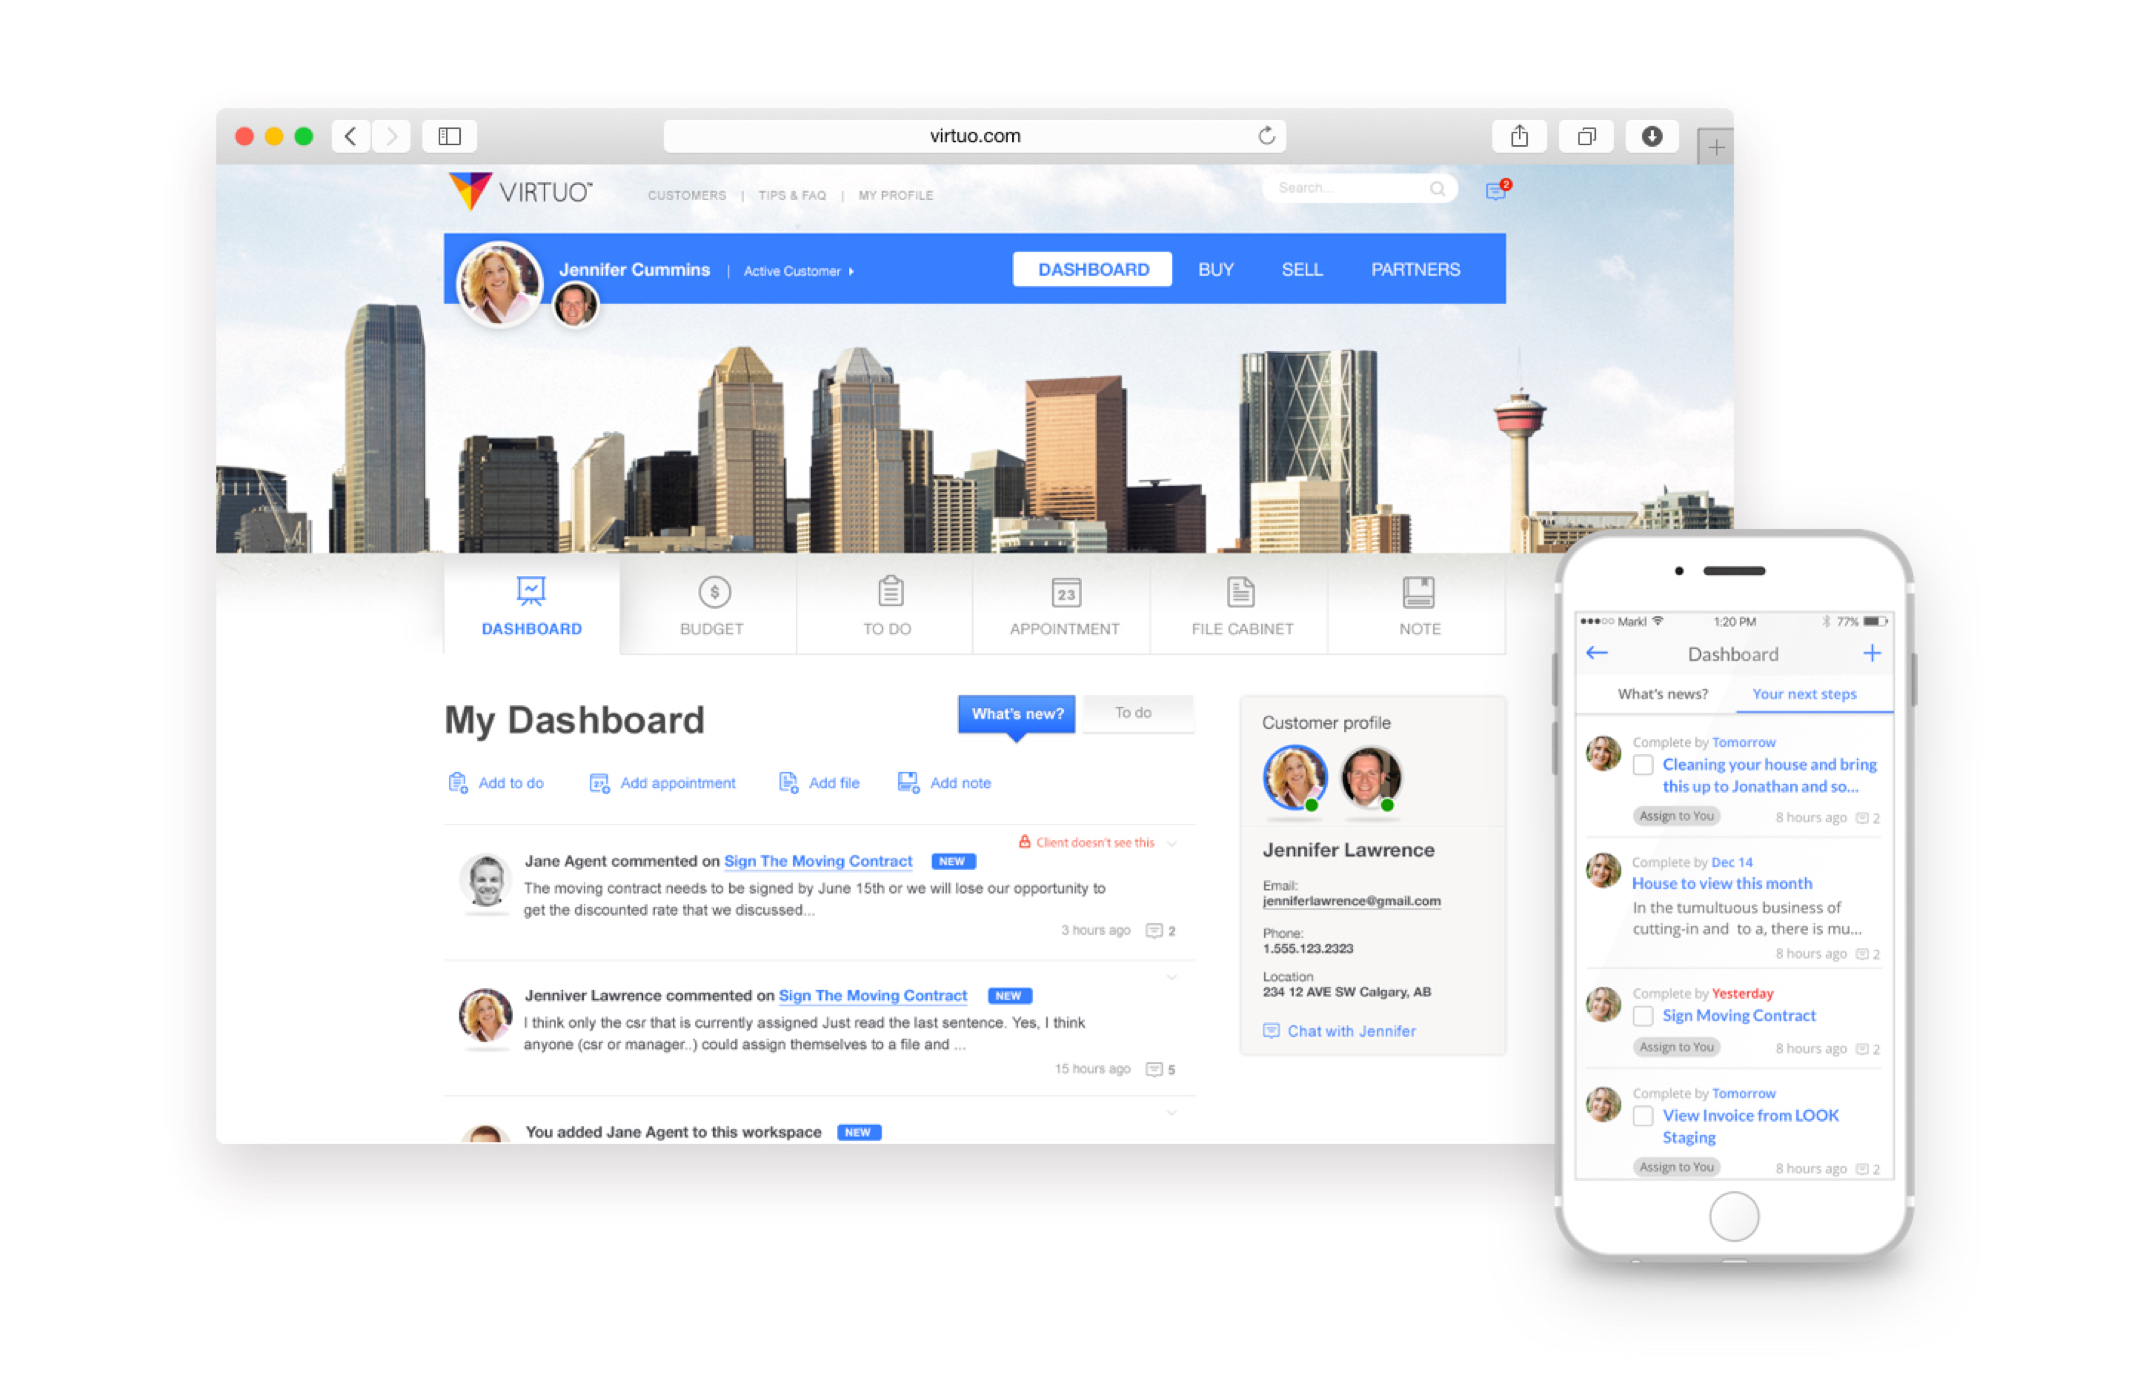 virtuo.com
VIRTUO™
CUSTOMERS | TIPS & FAQ | MY PROFILE
Search...
2
Jennifer Cummins | Active Customer
DASHBOARD BUY SELL PARTNERS
DASHBOARD
$
BUDGET
TO DO
23
APPOINTMENT
FILE CABINET
NOTE
My Dashboard
What's new?
To do
Add to do
Add appointment
Add file
Add note
Client doesn't see this
Jane Agent commented on Sign The Moving Contract NEW
The moving contract needs to be signed by June 15th or we will lose our opportunity to
get the discounted rate that we discussed...
3 hours ago 2
Jenniver Lawrence commented on Sign The Moving Contract NEW
I think only the csr that is currently assigned Just read the last sentence. Yes, I think
anyone (csr or manager..) could assign themselves to a file and ...
15 hours ago 5
You added Jane Agent to this workspace NEW
Customer profile
Jennifer Lawrence
Email:
jenniferlawrence@gmail.com
Phone:
1.555.123.2323
Location
234 12 AVE SW Calgary, AB
Chat with Jennifer
Markl 1:20 PM 77%
Dashboard
What's news? Your next steps
Complete by Tomorrow
Cleaning your house and bring
this up to Jonathan and so...
Assign to You 8 hours ago 2
Complete by Dec 14
House to view this month
In the tumultuous business of
cutting-in and to a, there is mu...
8 hours ago 2
Complete by Yesterday
Sign Moving Contract
Assign to You 8 hours ago 2
Complete by Tomorrow
View Invoice from LOOK
Staging
Assign to You 8 hours ago 2